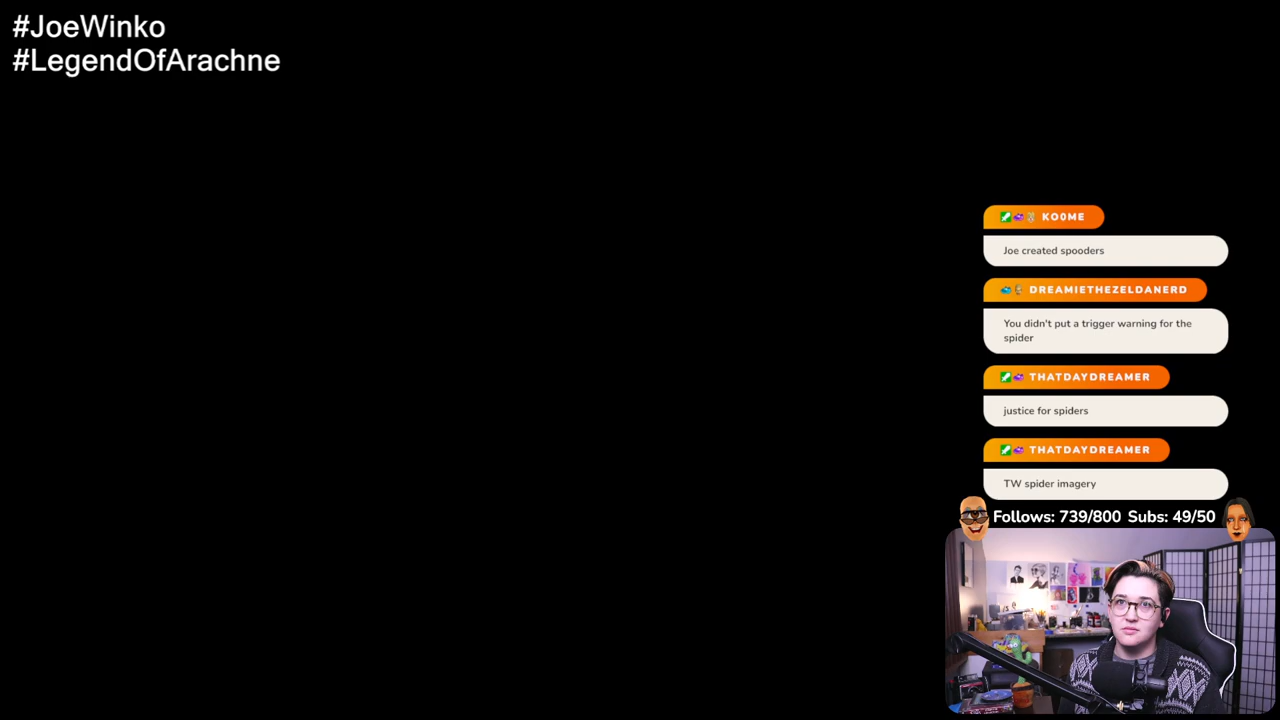 #JoeWinko
#LegendOfArachne
KO0ME
Joe created spooders
DREAMIETHEZELDANERD
You didn't put a trigger warning for the
spider
THATDAYDREAMER
justice for spiders
THATDAYDREAMER
TW spider imagery
Follows: 739/800 Subs: 49/50